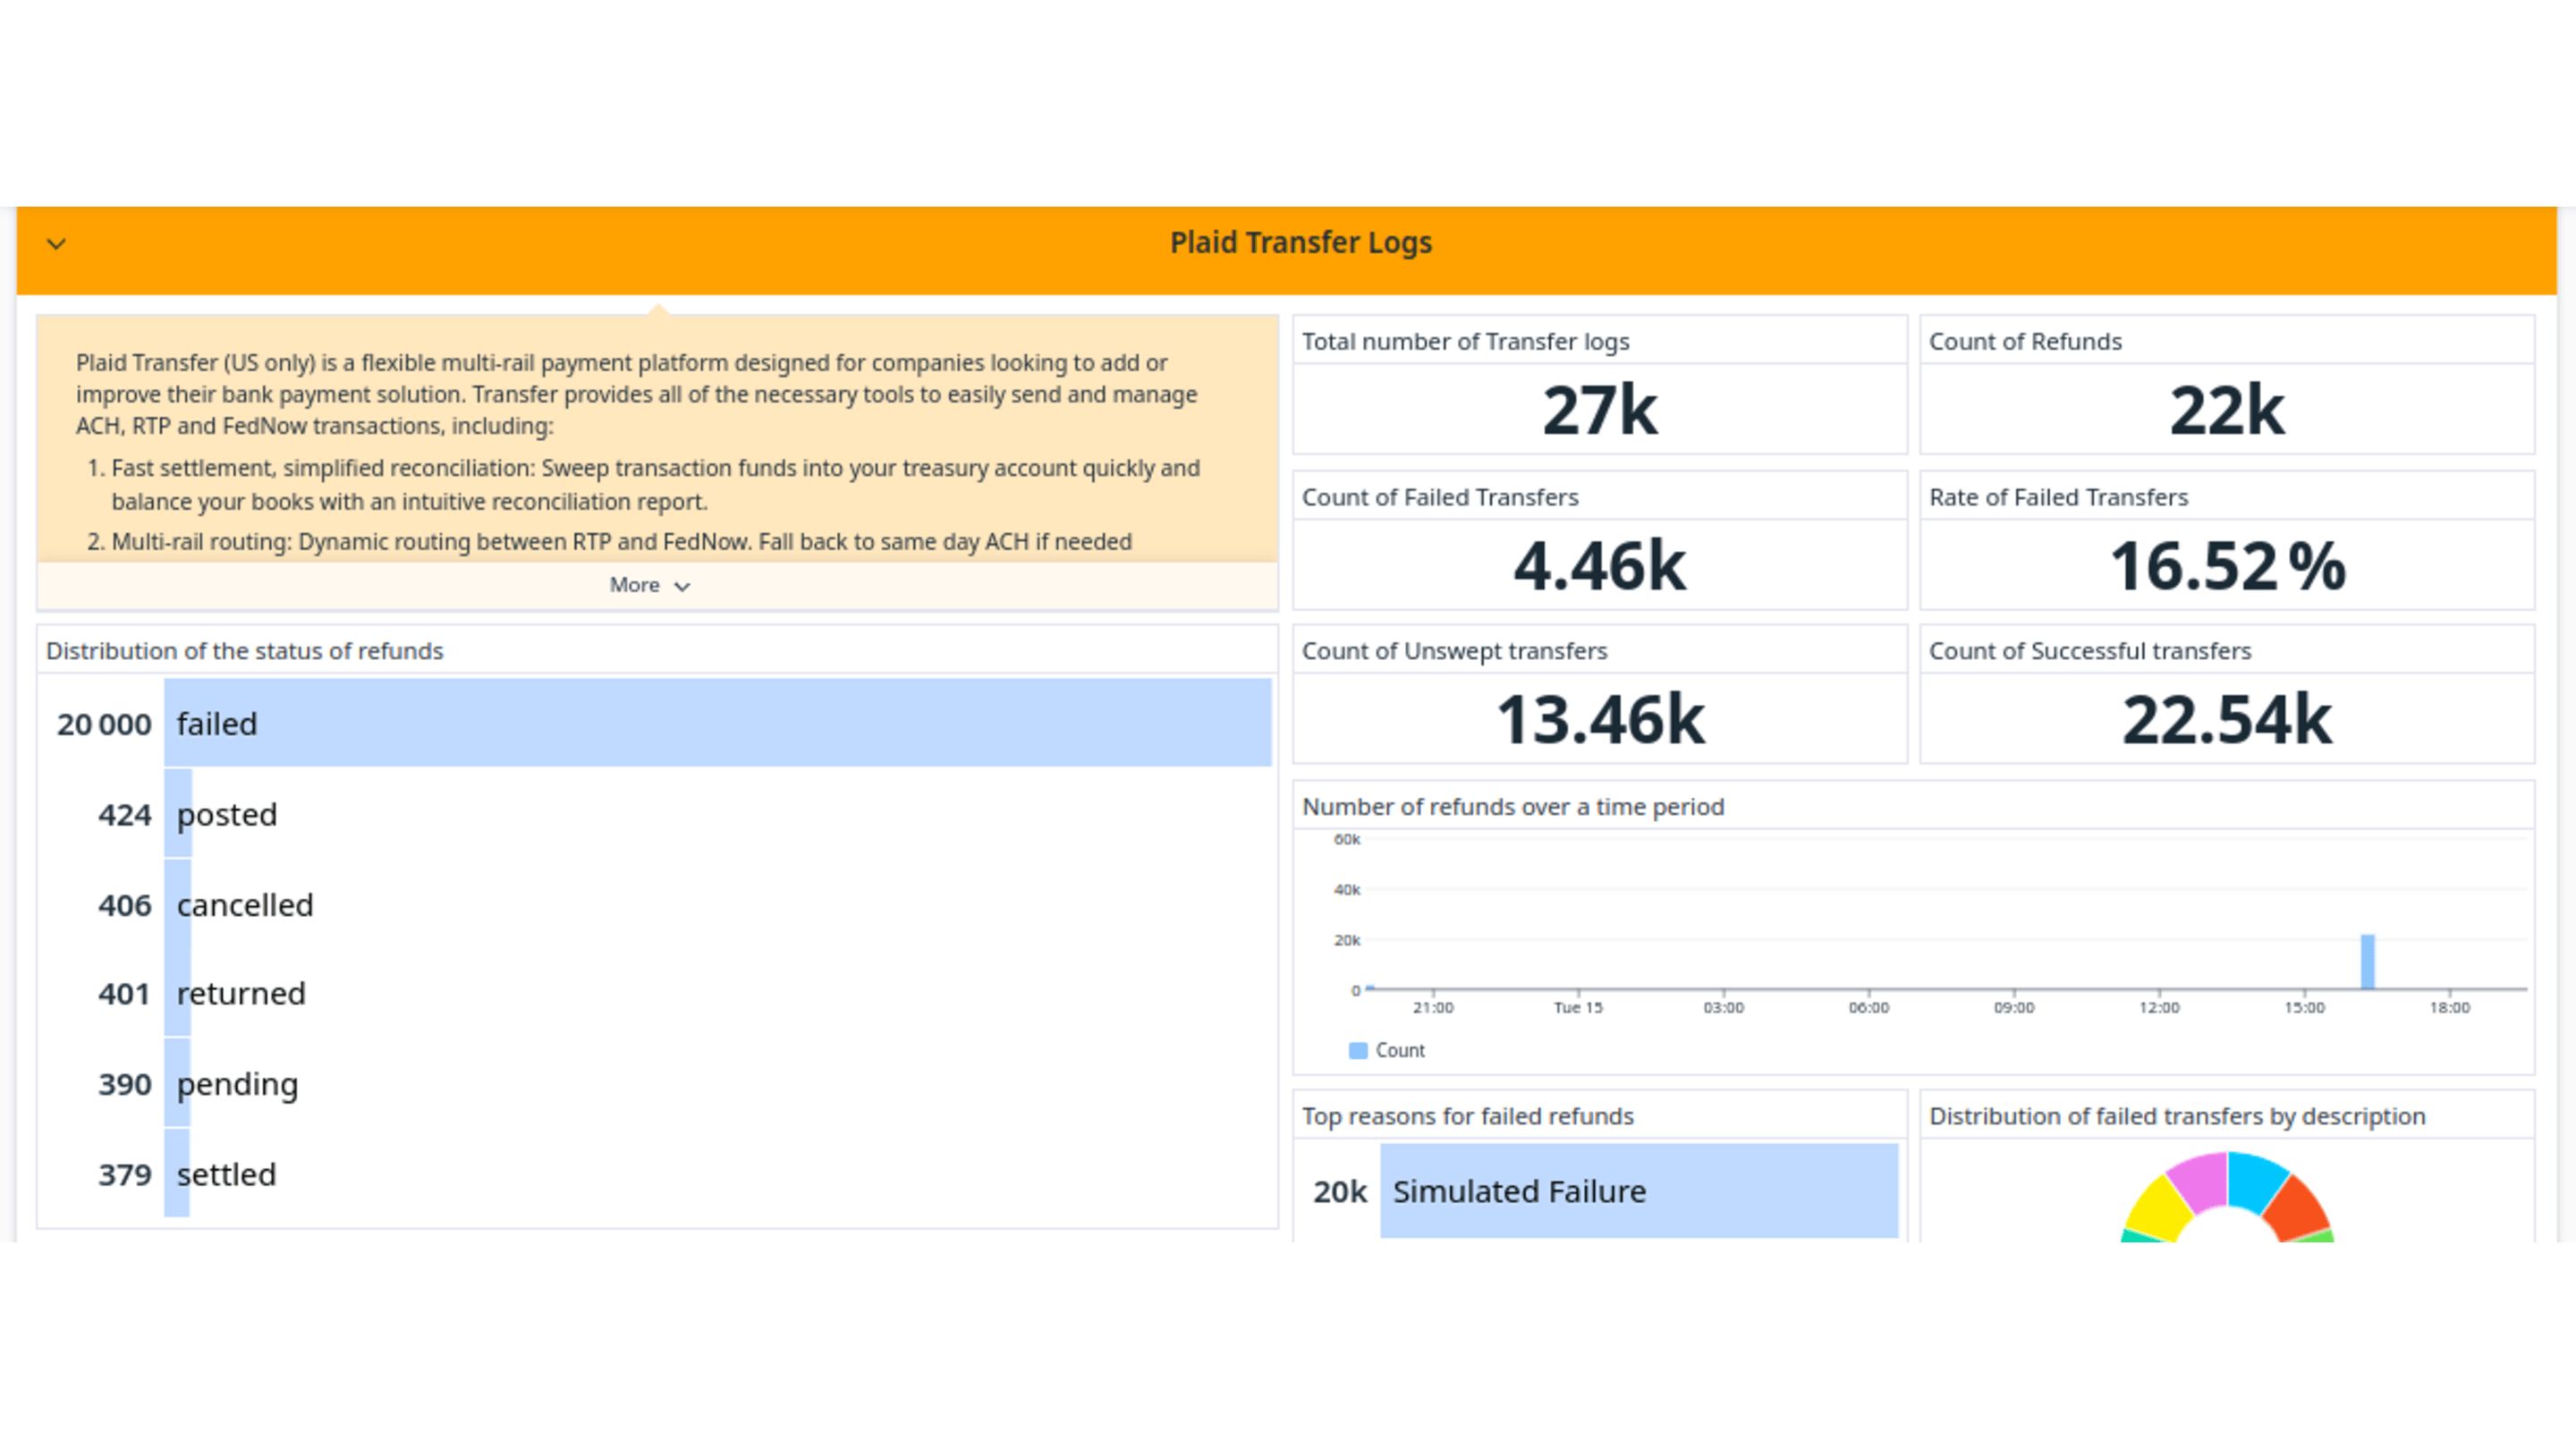 Plaid Transfer Logs
Plaid Transfer (US only) is a flexible multi-rail payment platform designed for companies looking to add or
improve their bank payment solution. Transfer provides all of the necessary tools to easily send and manage
ACH, RTP and FedNow transactions, including:
1. Fast settlement, simplified reconciliation: Sweep transaction funds into your treasury account quickly and
balance your books with an intuitive reconciliation report.
2. Multi-rail routing: Dynamic routing between RTP and FedNow. Fall back to same day ACH if needed
More
Total number of Transfer logs
27k
Count of Refunds
22k
Count of Failed Transfers
4.46k
Rate of Failed Transfers
16.52 %
Distribution of the status of refunds
20 000 failed
424 posted
406 cancelled
401 returned
390 pending
379 settled
Count of Unswept transfers
13.46k
Count of Successful transfers
22.54k
Number of refunds over a time period
60k
40k
20k
0
21:00 Tue 15 03:00 06:00 09:00 12:00 15:00 18:00
Count
Top reasons for failed refunds
20k Simulated Failure
Distribution of failed transfers by description